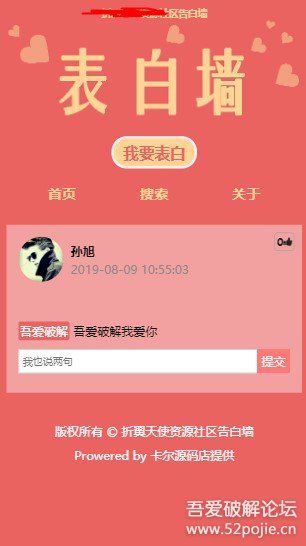 资源社区告白墙
表白墙
我要表白
首页 搜索 关于
孙旭
2019-08-09 10:55:03
0
吾爱破解 吾爱破解我爱你
我也说两句 提交
版权所有 © 折翼天使资源社区告白墙
Prowered by 卡尔源码店提供
吾爱破解论坛
www.52pojie.cn